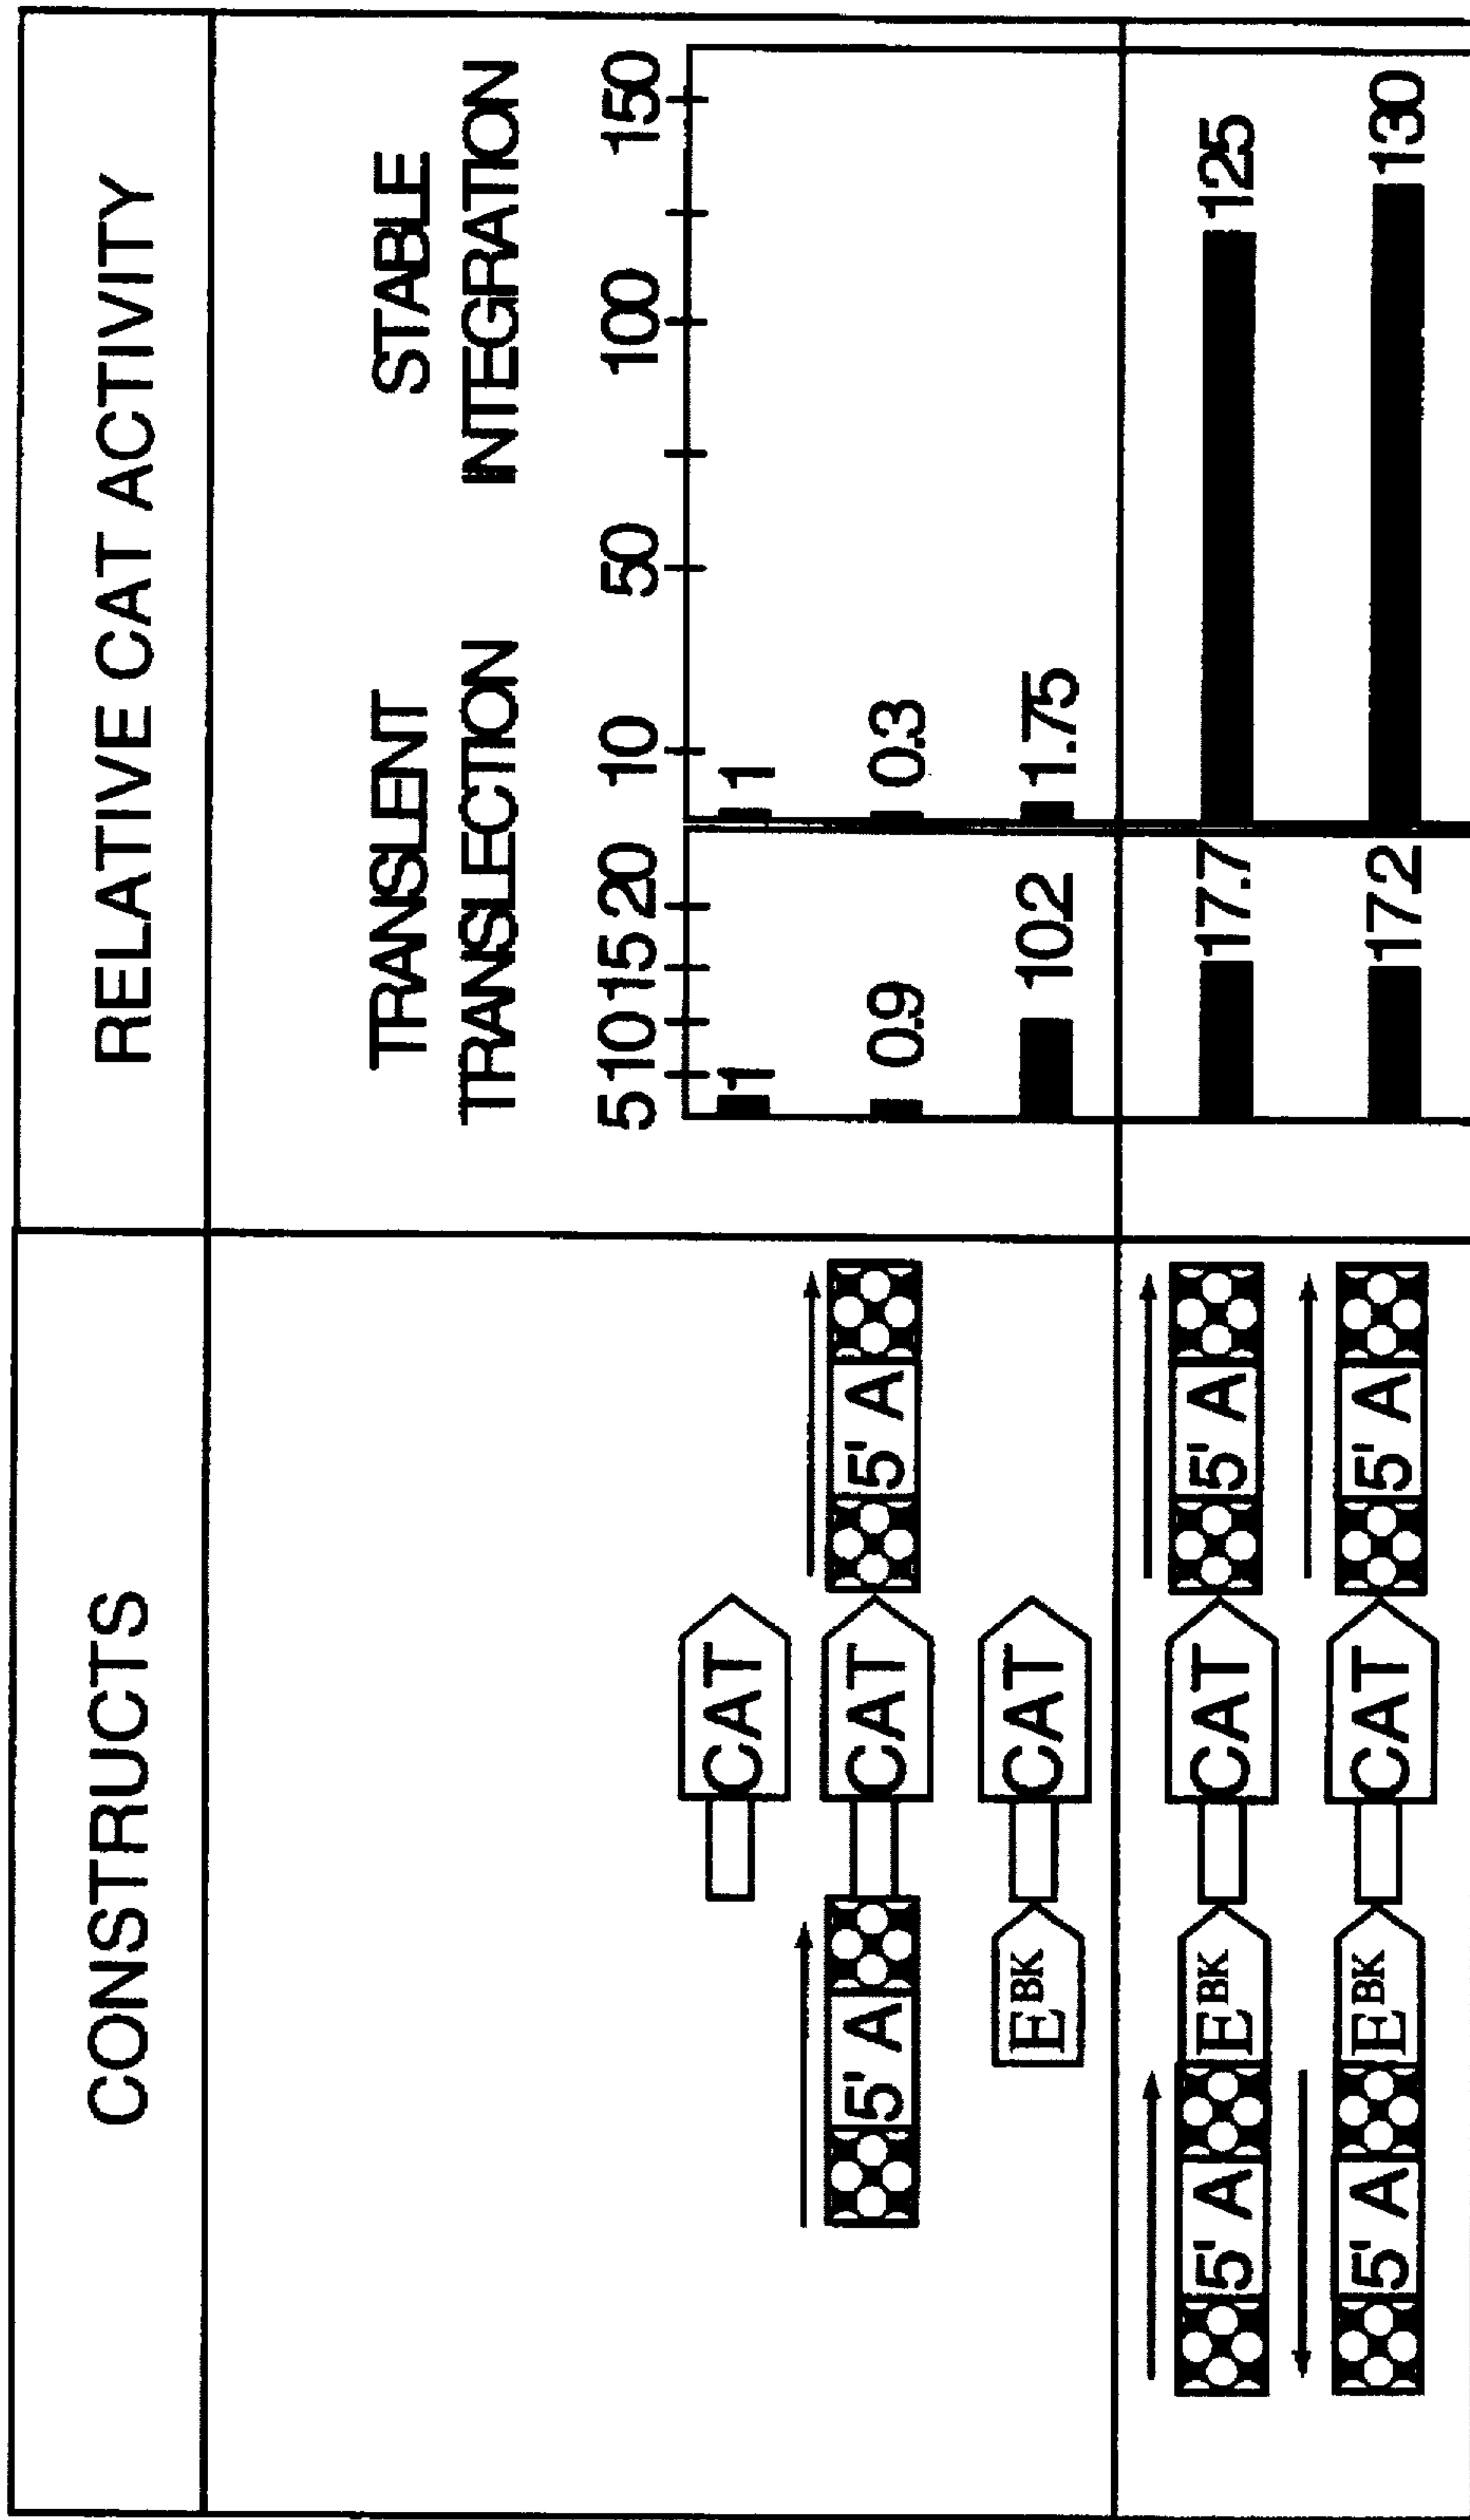 CONSTRUCTS
RELATIVE CAT ACTIVITY
TRANSLENT
TRANSLECTION
STABLE
INTEGRATION
5 10 15 20
10 50 100 150
CAT
1
1
5' A CAT 5' A
0.9
0.3
E^BK CAT
10.2
1.75
5' A E^BK CAT 5' A
17.7
125
5' A E^BK CAT 5' A
17.2
130